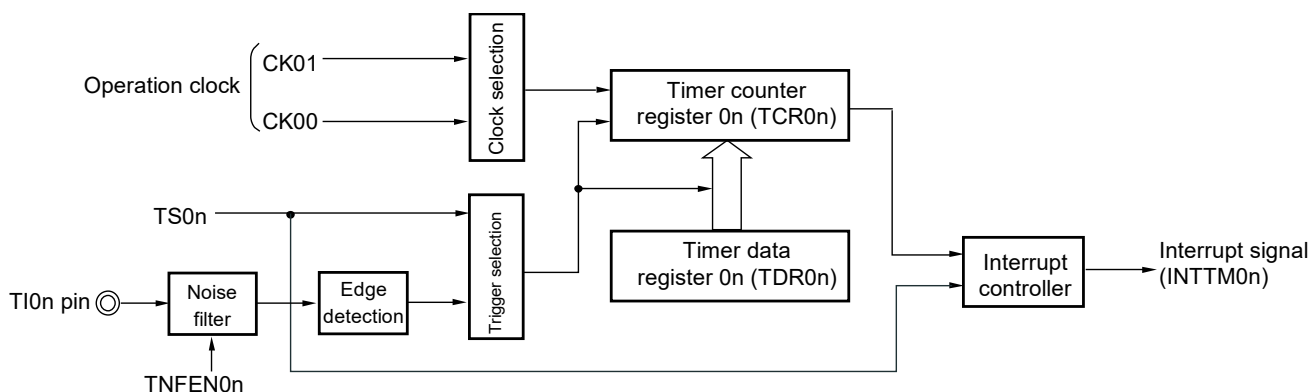 Operation clock
CK01
CK00
Clock selection
Timer counter
register 0n (TCR0n)
TS0n
Trigger selection
Timer data
register 0n (TDR0n)
TI0n pin
Noise
filter
Edge
detection
TNFEN0n
Interrupt
controller
Interrupt signal
(INTTM0n)